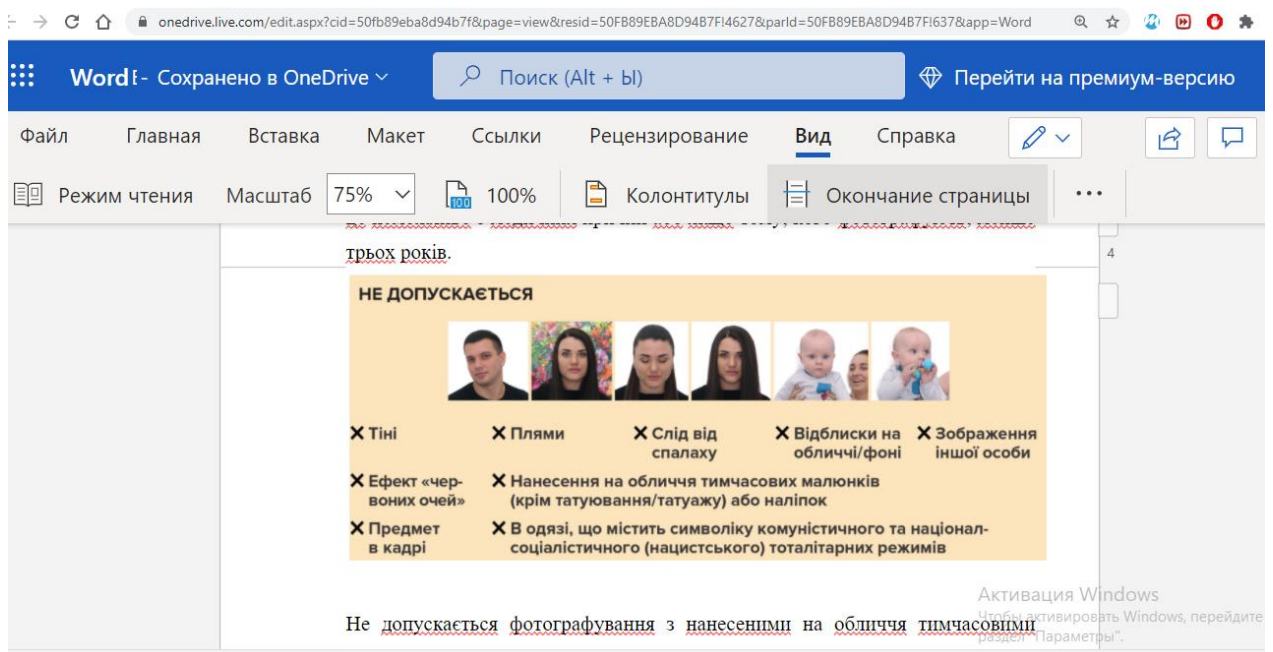 onedrive.live.com/edit.aspx?cid=50fb89eba8d94b7f&page=view&resid=50FB89EBA8D94B7F!4627&parId=50FB89EBA8D94B7F!637&app=Word
Word - Сохранено в OneDrive
Поиск (Alt + Ы)
Перейти на премиум-версию
Файл Главная Вставка Макет Ссылки Рецензирование Вид Справка
Режим чтения Масштаб 75% 100 100% Колонтитулы Окончание страницы
трьох років.
4
НЕ ДОПУСКАЄТЬСЯ
✕ Тіні ✕ Плями ✕ Слід від ✕ Відблиски на ✕ Зображення
спалаху обличчі/фоні іншої особи
✕ Ефект «чер- ✕ Нанесення на обличчя тимчасових малюнків
воних очей» (крім татуювання/татуажу) або наліпок
✕ Предмет ✕ В одязі, що містить символіку комуністичного та націонал-
в кадрі соціалістичного (нацистського) тоталітарних режимів
Активация Windows
Чтобы активировать Windows, перейдите
Не допускається фотографування з нанесеними на обличчя тимчасовими
раздел "Параметры".